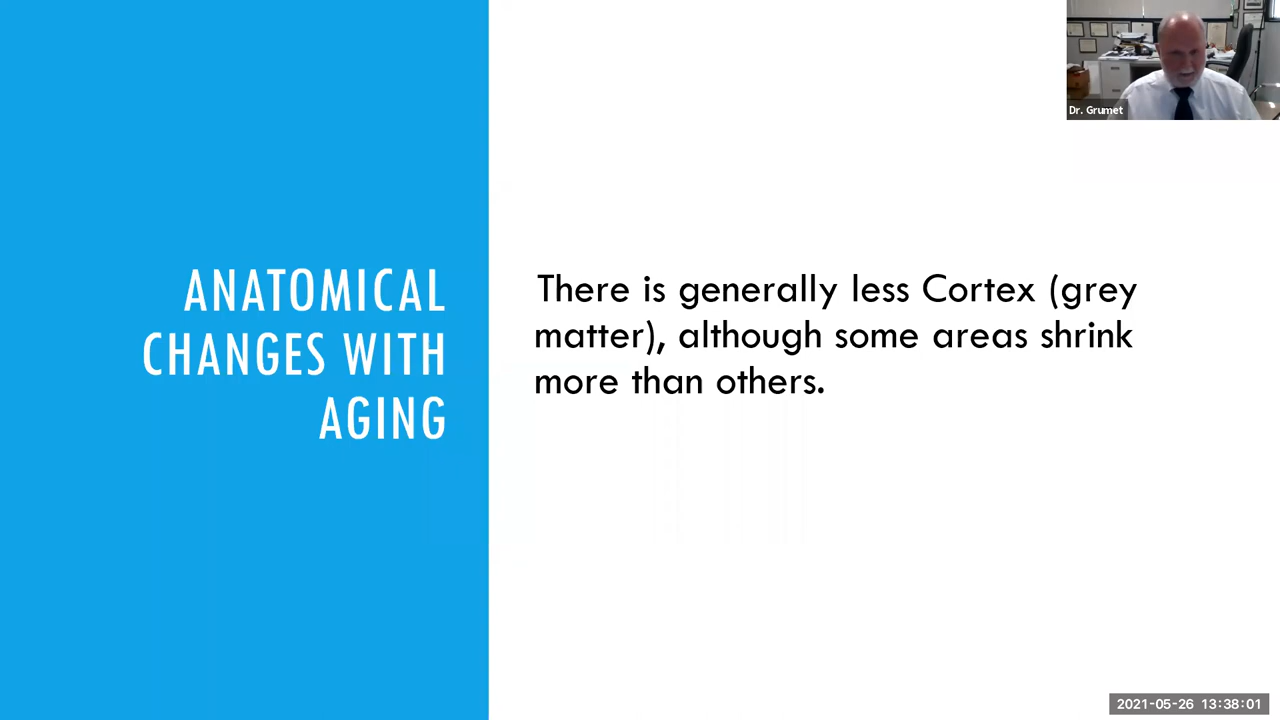 Dr. Grumet
ANATOMICAL
CHANGES WITH
AGING
There is generally less Cortex (grey
matter), although some areas shrink
more than others.
2021-05-26 13:38:01